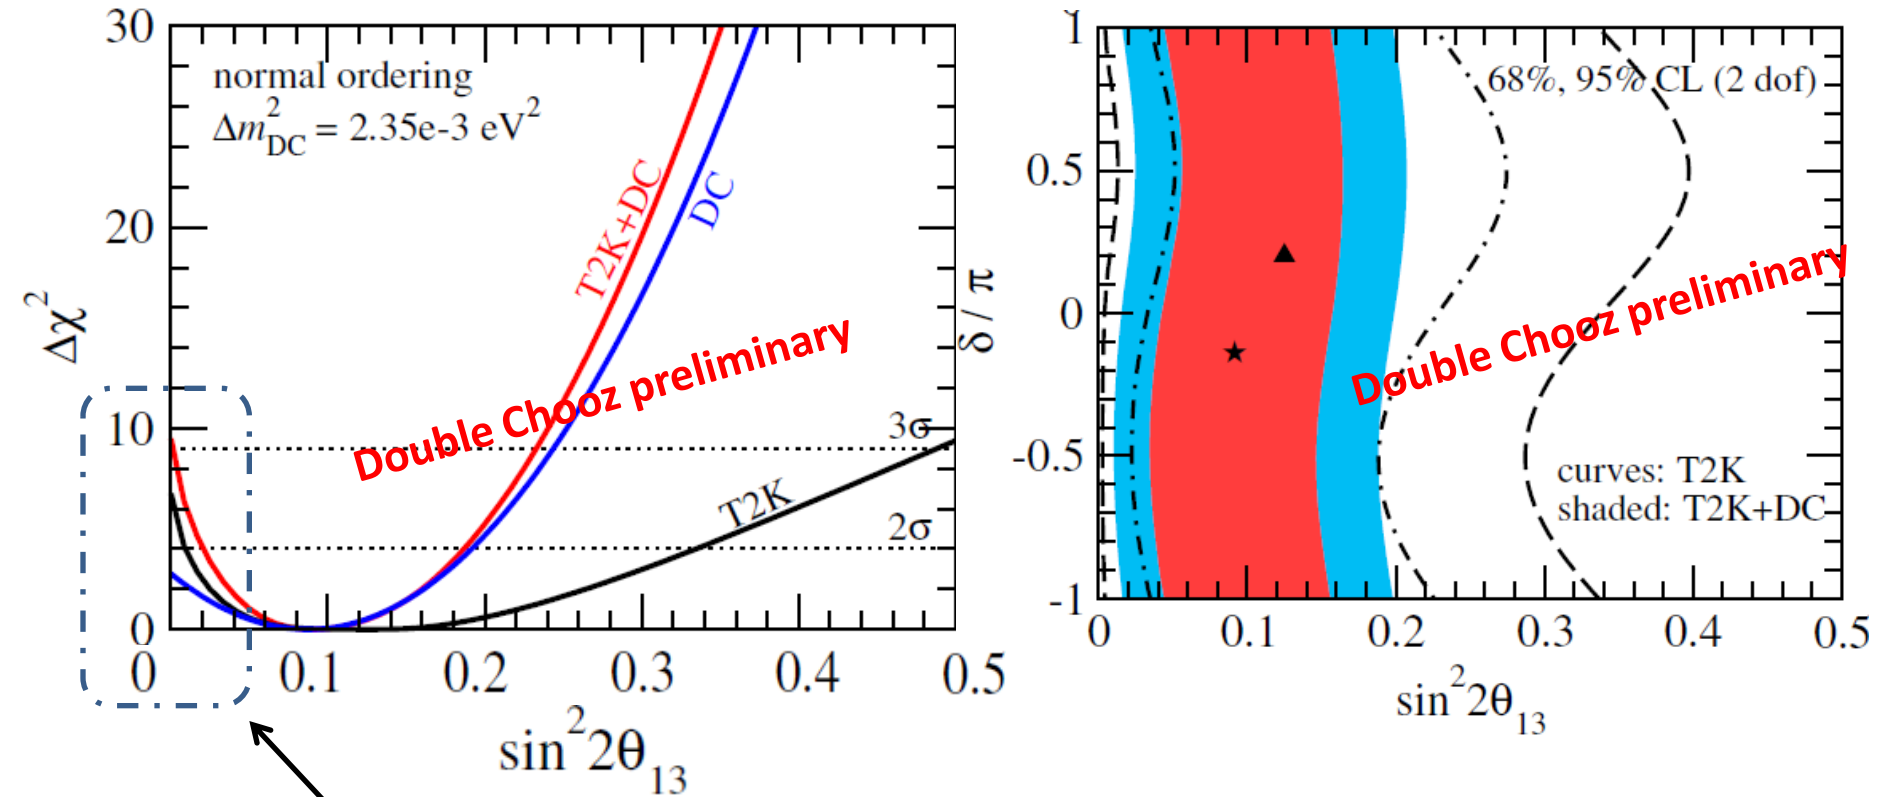 30
20
10
0
Δχ²
normal ordering
Δm²DC = 2.35e-3 eV²
T2K+DC
DC
T2K
3σ
2σ
Double Chooz preliminary
0 0.1 0.2 0.3 0.4 0.5
sin²2θ13
1
0.5
0
-0.5
-1
δ / π
68%, 95% CL (2 dof)
Double Chooz preliminary
curves: T2K
shaded: T2K+DC
0 0.1 0.2 0.3 0.4 0.5
sin²2θ13